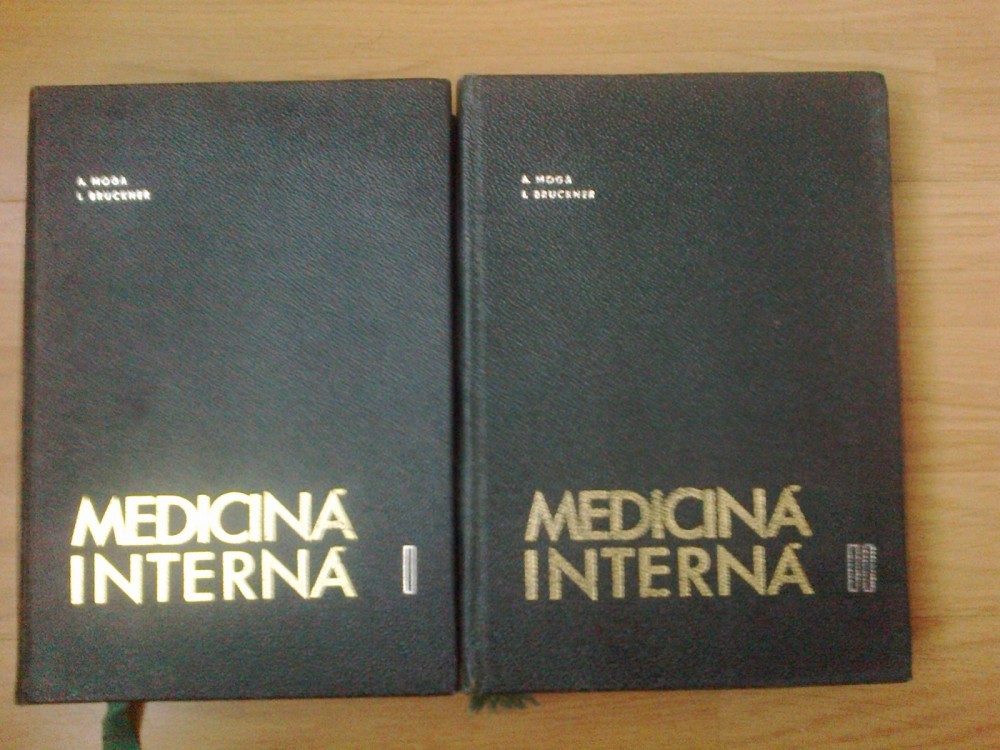 A. MOGA
I. BRUCKNER
MEDICINĂ
INTERNĂ
I
A. MOGA
I. BRUCKNER
MEDICINĂ
INTERNĂ
II